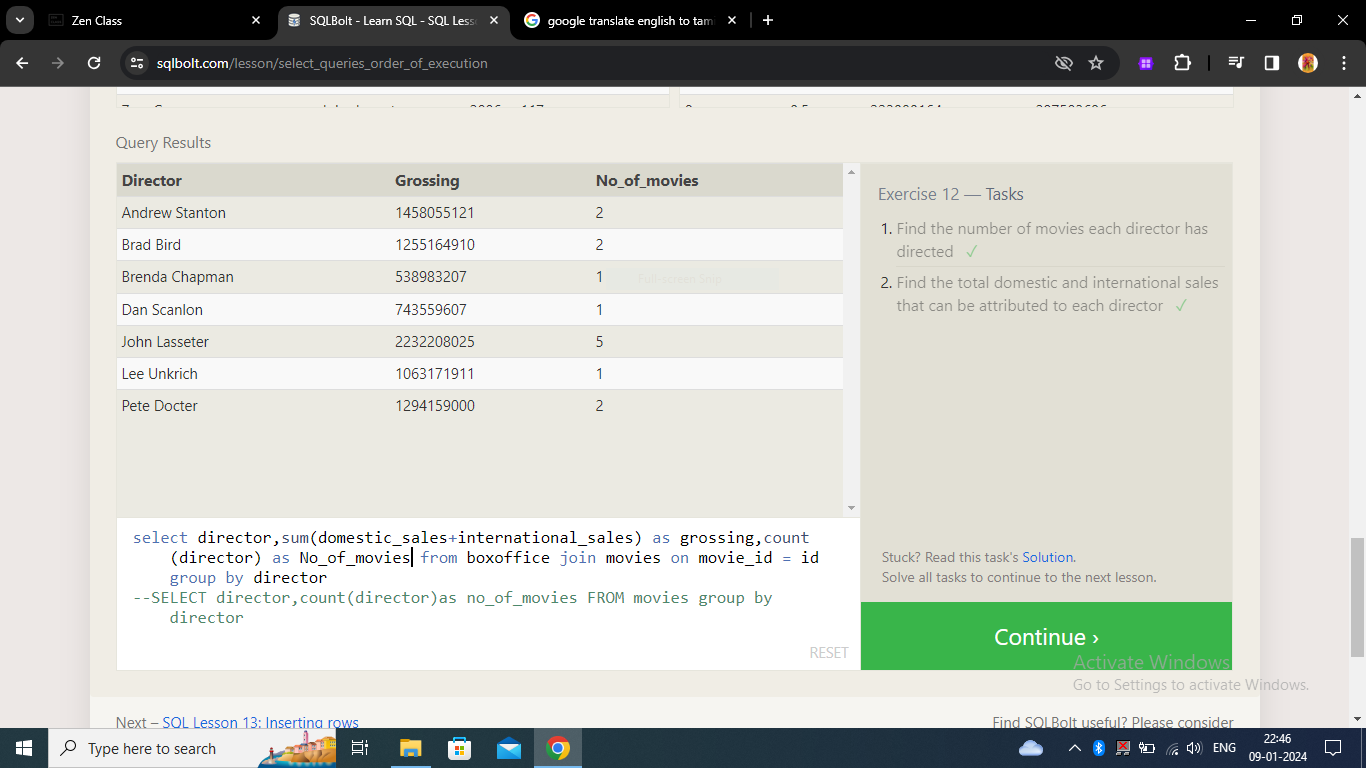 Zen Class
SQLBolt - Learn SQL - SQL Less
google translate english to tam
sqlbolt.com/lesson/select_queries_order_of_execution
Query Results
Director Grossing No_of_movies
Andrew Stanton 1458055121 2
Brad Bird 1255164910 2
Brenda Chapman 538983207 1
Dan Scanlon 743559607 1
John Lasseter 2232208025 5
Lee Unkrich 1063171911 1
Pete Docter 1294159000 2
Exercise 12 — Tasks
1. Find the number of movies each director has
directed ✓
2. Find the total domestic and international sales
that can be attributed to each director ✓
select director,sum(domestic_sales+international_sales) as grossing,count
(director) as No_of_movies from boxoffice join movies on movie_id = id
group by director
--SELECT director,count(director)as no_of_movies FROM movies group by
director
RESET
Stuck? Read this task's Solution.
Solve all tasks to continue to the next lesson.
Continue ›
Activate Windows
Go to Settings to activate Windows.
Next – SQL Lesson 13: Inserting rows
Find SQLBolt useful? Please consider
Type here to search
ENG
22:46
09-01-2024